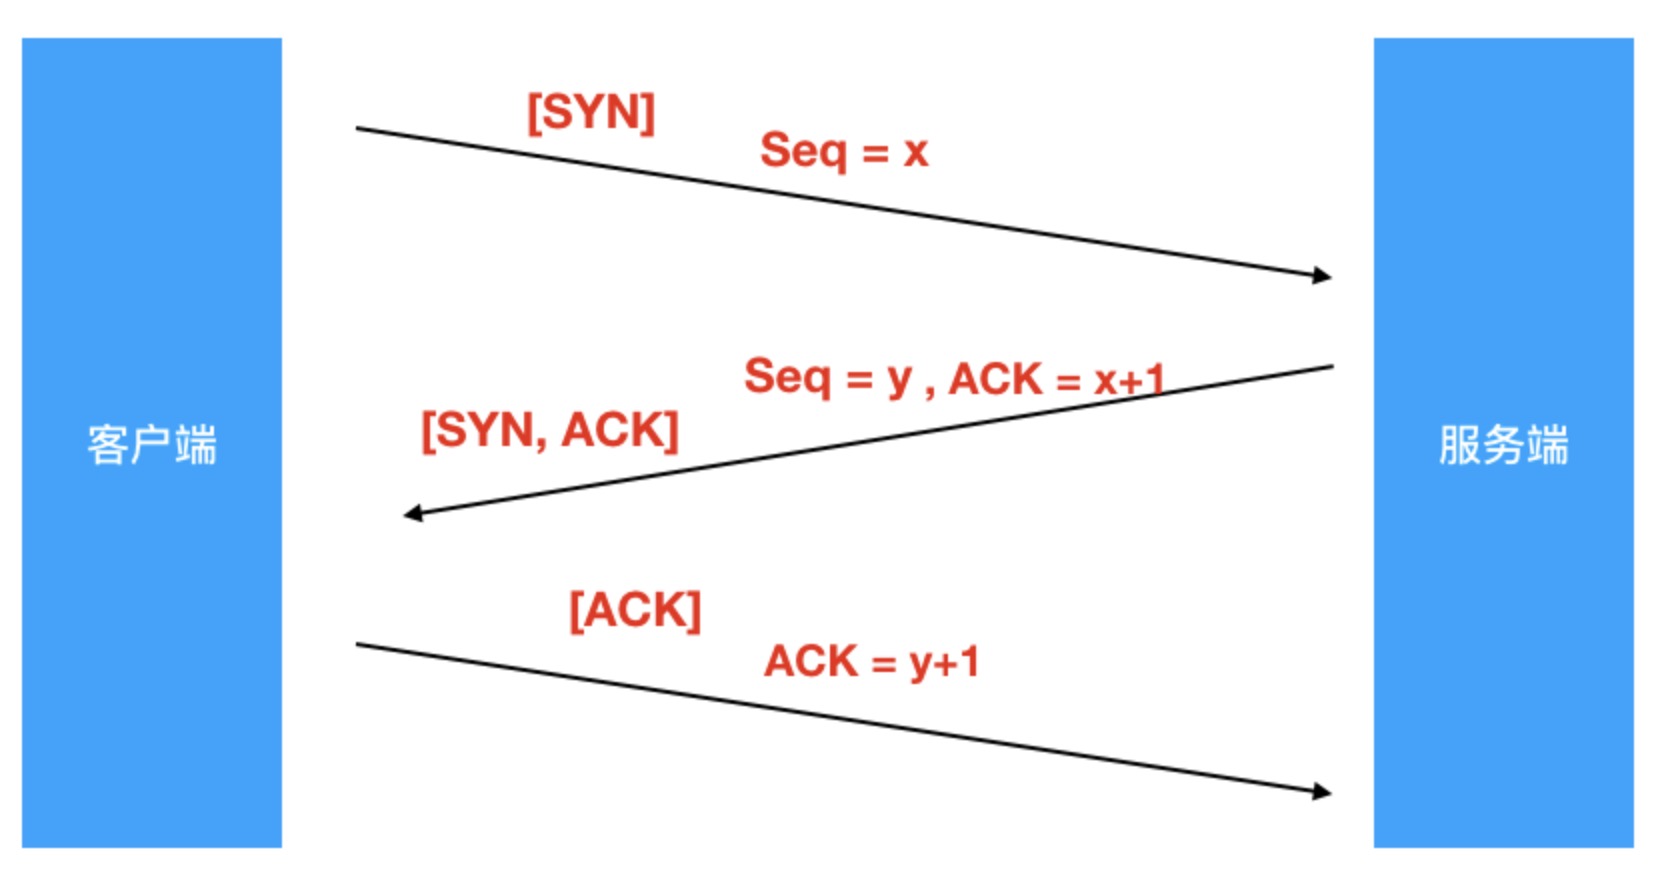 [SYN]
Seq = x
Seq = y , ACK = x+1
[SYN, ACK]
客户端
服务端
[ACK]
ACK = y+1